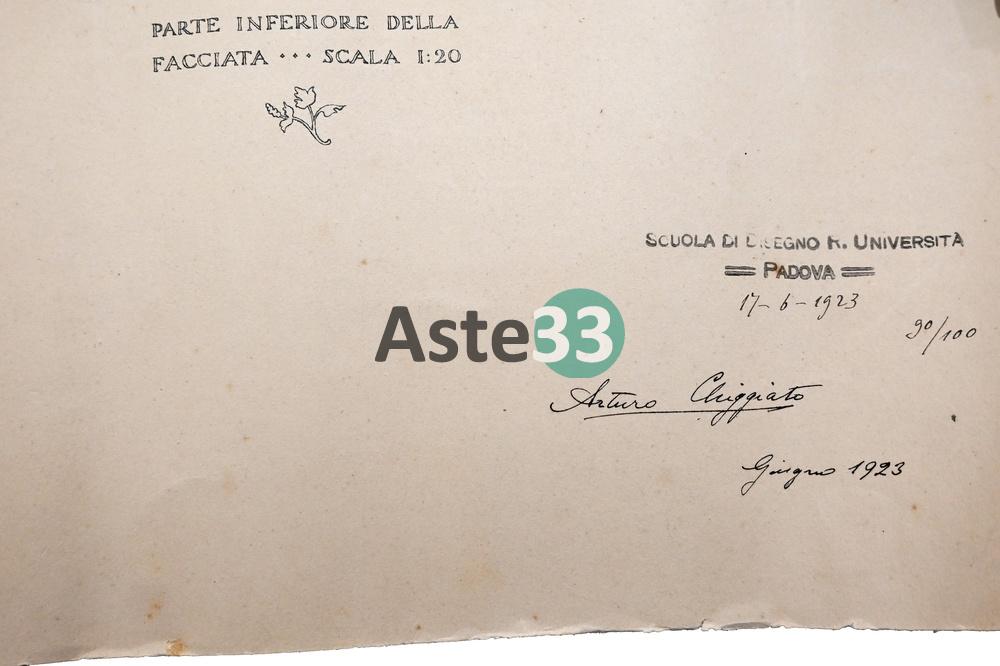 PARTE INFERIORE DELLA
FACCIATA ··· SCALA 1:20
SCUOLA DI DISEGNO R. UNIVERSITÀ
PADOVA
17-6-1923
90/100
Aste33
Arturo Chiggiato
Giugno 1923